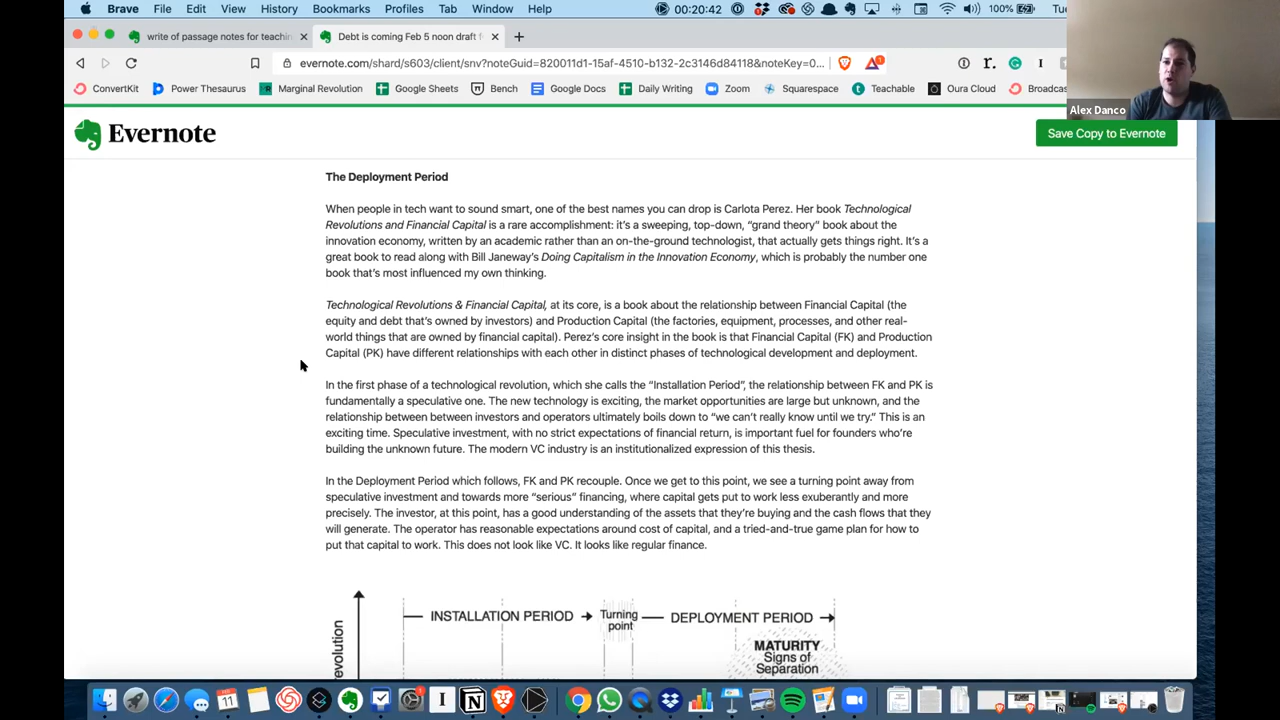 Brave File Edit View History Bookmarks Profiles Tab Window Help 00:20:42 100% Tue
write of passage notes for teachin
Debt is coming Feb 5 noon draft f
evernote.com/shard/s603/client/snv?noteGuid=820011d1-15af-4510-b132-2c3146d84118&noteKey=0...
ConvertKit Power Thesaurus Marginal Revolution Google Sheets Bench Google Docs Daily Writing Zoom Squarespace Teachable Oura Cloud Broadcas
Alex Danco
Evernote
Save Copy to Evernote
The Deployment Period
When people in tech want to sound smart, one of the best names you can drop is Carlota Perez. Her book Technological
Revolutions and Financial Capital is a rare accomplishment: it's a sweeping, top-down, “grand theory” book about the
innovation economy, written by an academic rather than an on-the-ground technologist, that actually gets things right. It's a
great book to read along with Bill Janeway's Doing Capitalism in the Innovation Economy, which is probably the number one
book that's most influenced my own thinking.
Technological Revolutions & Financial Capital, at its core, is a book about the relationship between Financial Capital (the
equity and debt that's owned by investors) and Production Capital (the factories, equipment, processes, and other real-
world things that are owned by financial capital). Perez's core insight in the book is that Financial Capital (FK) and Production
Capital (PK) have different relationships with each other in distinct phases of technological development and deployment.
In the first phase of a technological revolution, which she calls the “Installation Period”, the relationship between FK and PK is
fundamentally a speculative one. The new technology is exciting, the market opportunities are large but unknown, and the
relationship between between investors and operators ultimately boils down to “we can't really know until we try.” This is an
exciting time. Speculative investment, with no strict expectations of financial return, is important fuel for founders who're
building the unknown future. The modern VC industry is an institutionalized expression of this thesis.
In the Deployment Period which follows, FK and PK recouple. Once we get to this point, we see a turning point away from
speculative investment and towards more “serious” financing, where capital gets put to work less exuberantly and more
precisely. The investor, at this point, has a good understanding of the assets that they're buying and the cash flows that they
will generate. The operator has reasonable expectations around cost of capital, and a tried-and-true game plan for how to
put that capital to work. This does not look like VC. It looks like regular finance.
INSTALLATION PERIOD
Turning
point
DEPLOYMENT PERIOD
MATURITY
Signs of
Separation